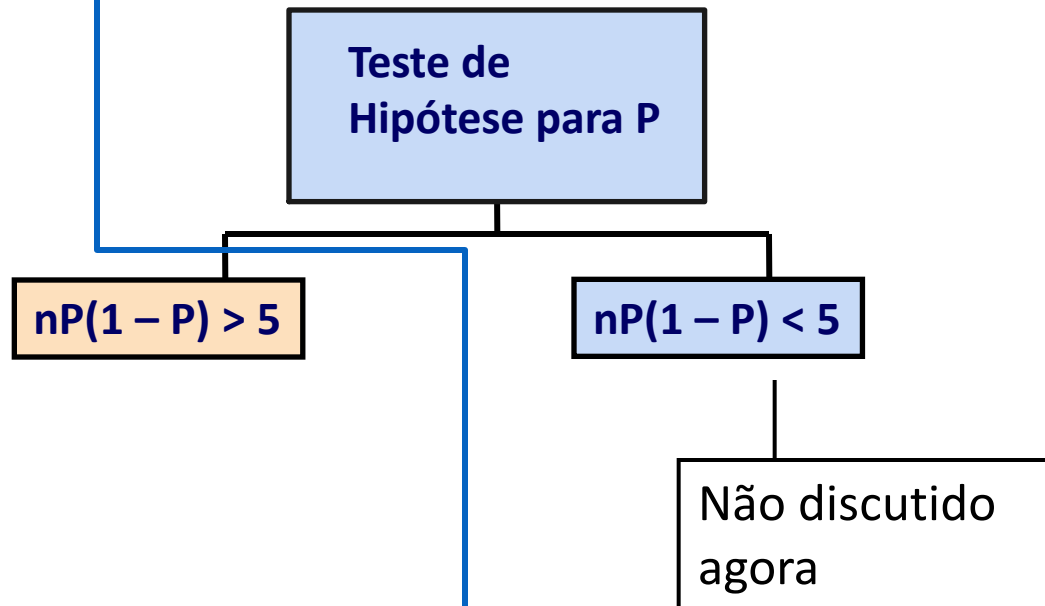 Teste de
Hipótese para P
nP(1 – P) > 5
nP(1 – P) < 5
Não discutido
agora